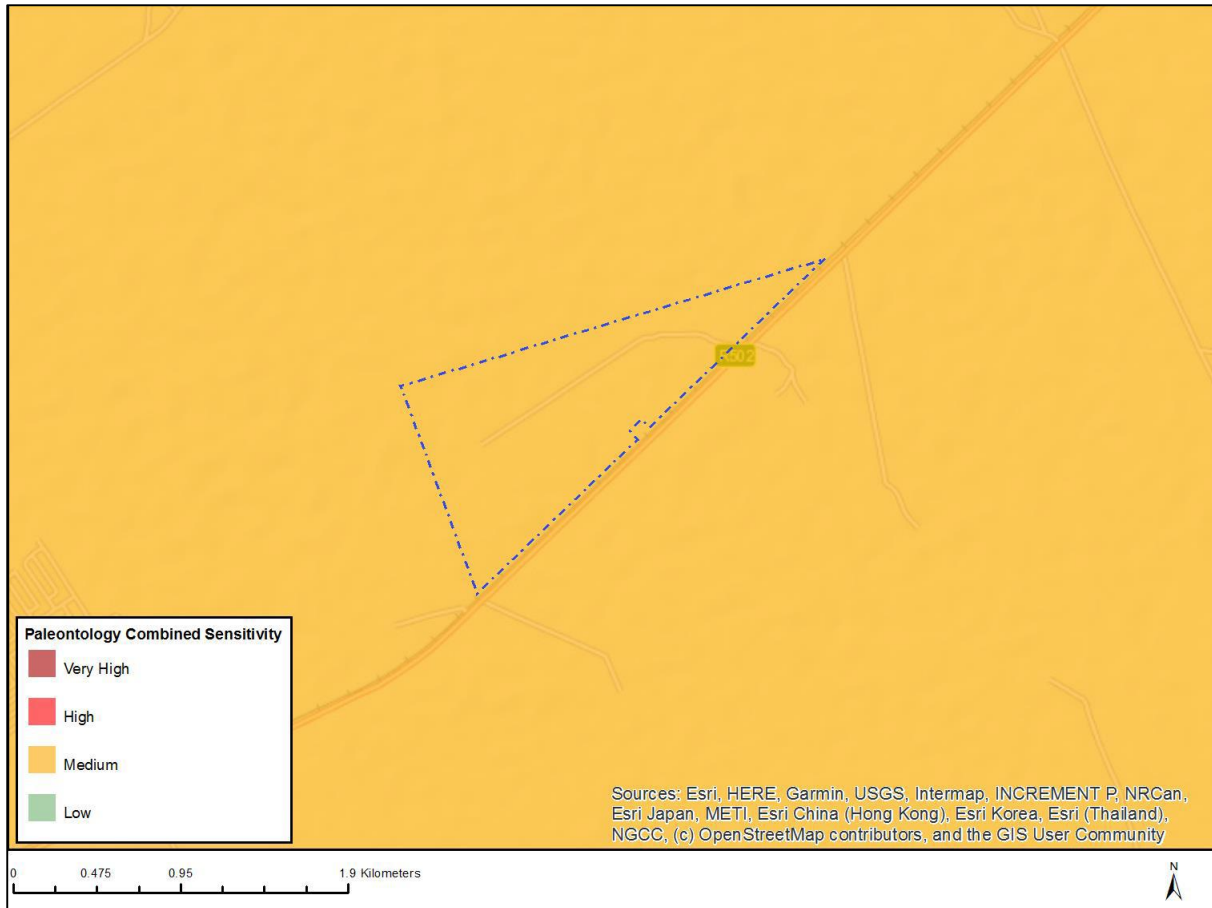 R502
Paleontology Combined Sensitivity
Very High
High
Medium
Low
Sources: Esri, HERE, Garmin, USGS, Intermap, INCREMENT P, NRCan,
Esri Japan, METI, Esri China (Hong Kong), Esri Korea, Esri (Thailand),
NGCC, (c) OpenStreetMap contributors, and the GIS User Community
0 0.475 0.95 1.9 Kilometers
N